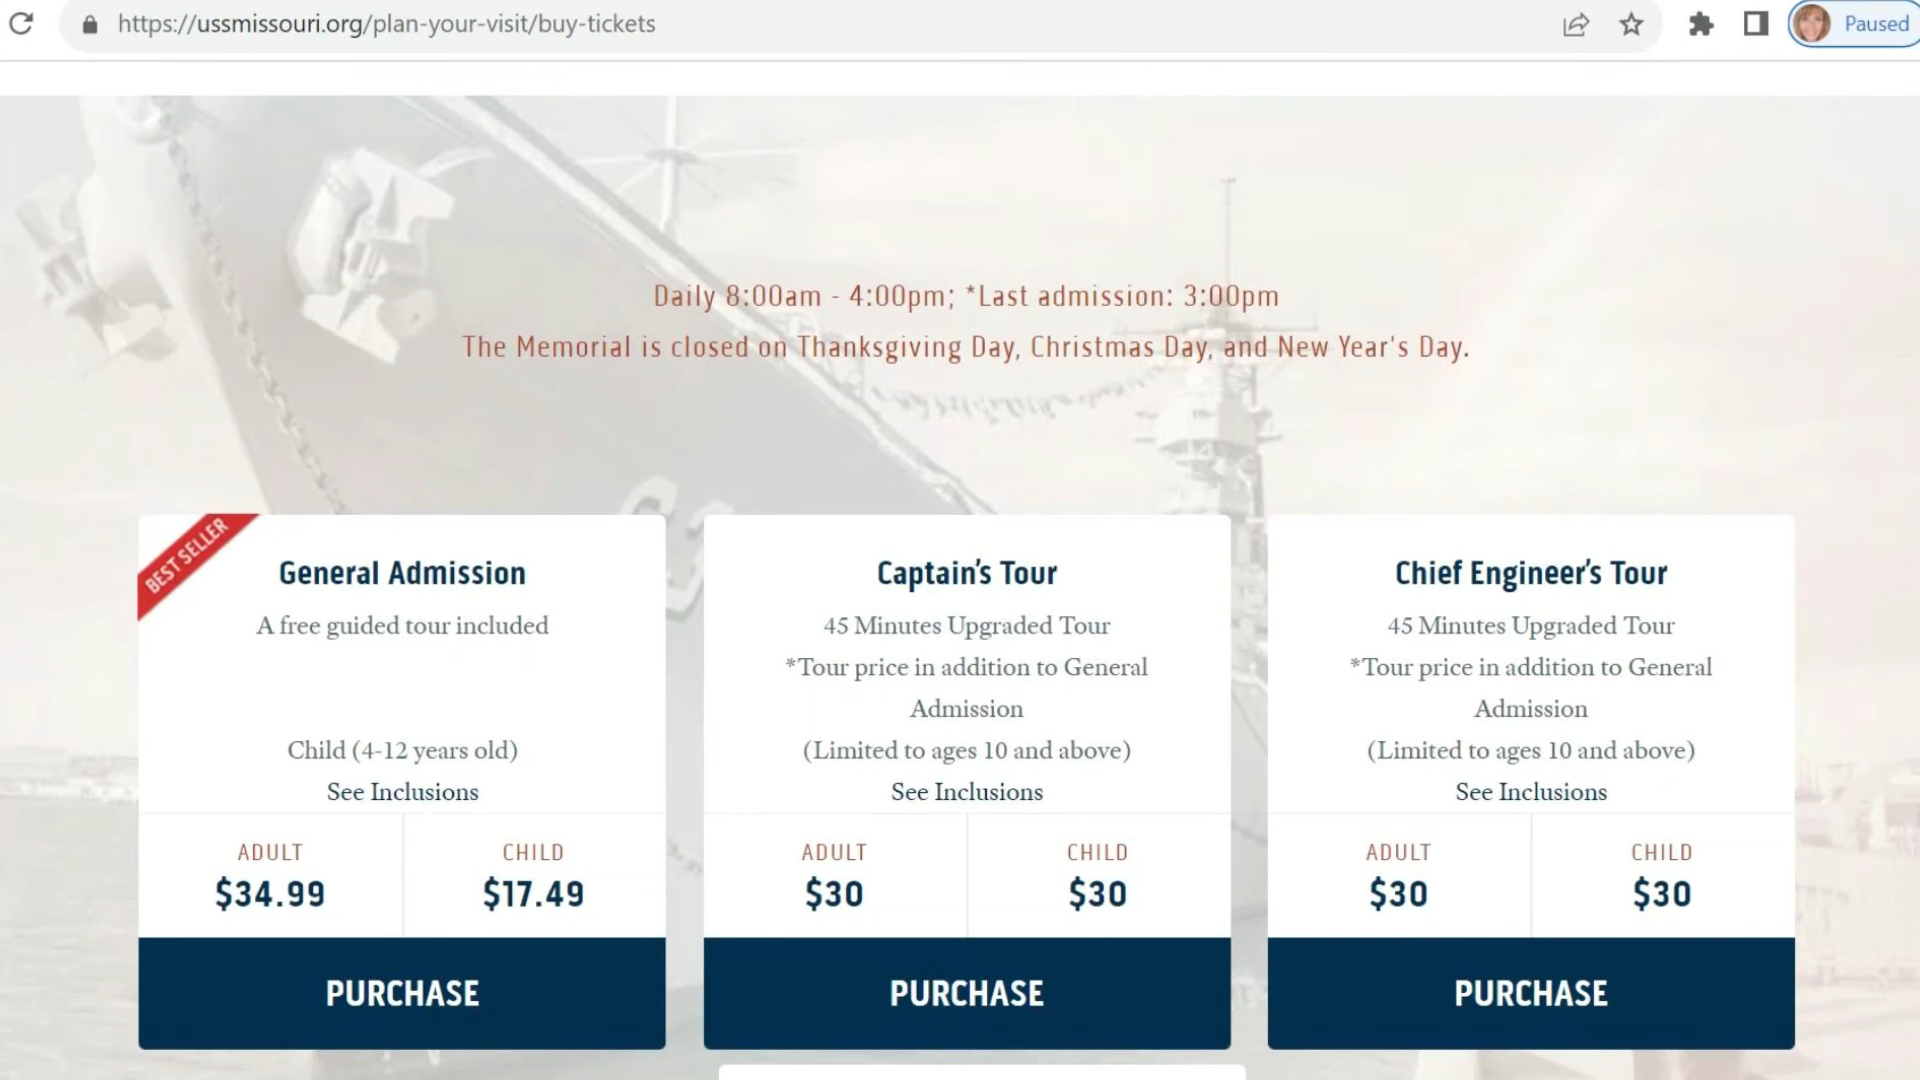 https://ussmissouri.org/plan-your-visit/buy-tickets
Paused
Daily 8:00am - 4:00pm; *Last admission: 3:00pm
The Memorial is closed on Thanksgiving Day, Christmas Day, and New Year's Day.
BEST SELLER
General Admission
A free guided tour included
Child (4-12 years old)
See Inclusions
ADULT
$34.99
CHILD
$17.49
PURCHASE
Captain's Tour
45 Minutes Upgraded Tour
*Tour price in addition to General
Admission
(Limited to ages 10 and above)
See Inclusions
ADULT
$30
CHILD
$30
PURCHASE
Chief Engineer's Tour
45 Minutes Upgraded Tour
*Tour price in addition to General
Admission
(Limited to ages 10 and above)
See Inclusions
ADULT
$30
CHILD
$30
PURCHASE